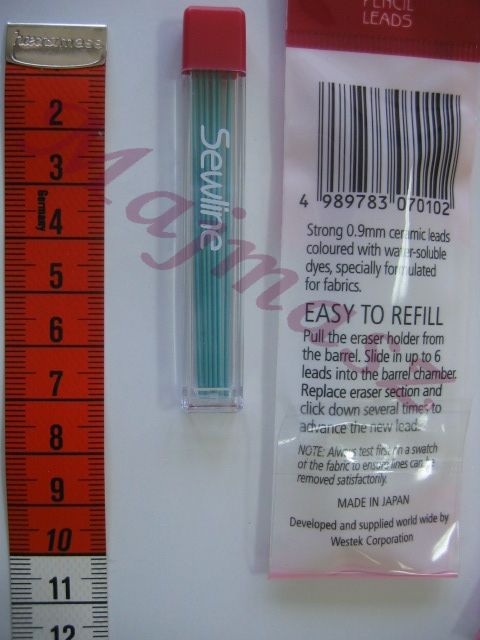 hoechstmass
2
3
Germany
4
5
6
7
8
9
10
11
12
Sewline
PENCIL
LEADS
4 989783 070102
Strong 0.9mm ceramic leads
coloured with water-soluble
dyes, specially formulated
for fabrics.
EASY TO REFILL
Pull the eraser holder from
the barrel. Slide in up to 6
leads into the barrel chamber.
Replace eraser section and
click down several times to
advance the new lead.
NOTE: Always test first on a swatch
of the fabric to ensure lines can be
removed satisfactorily.
MADE IN JAPAN
Developed and supplied world wide by
Westek Corporation